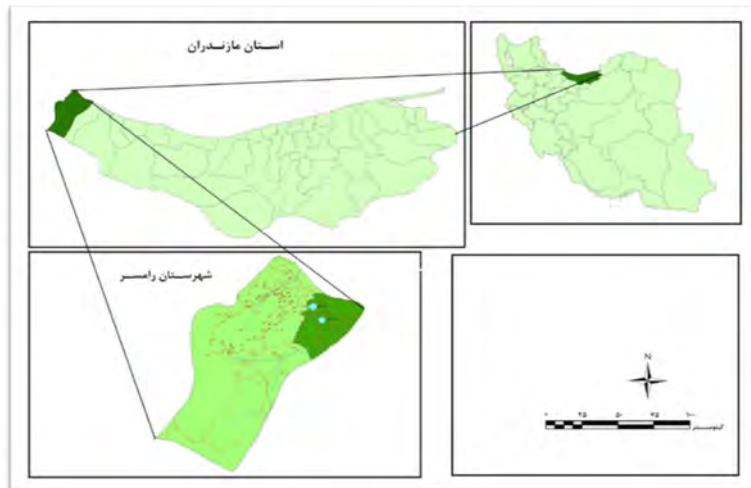 استان مازندران
شهرستان رامسر
N
۰ ۲۵ ۵۰ ۷۵ ۱۰۰
کیلومتر